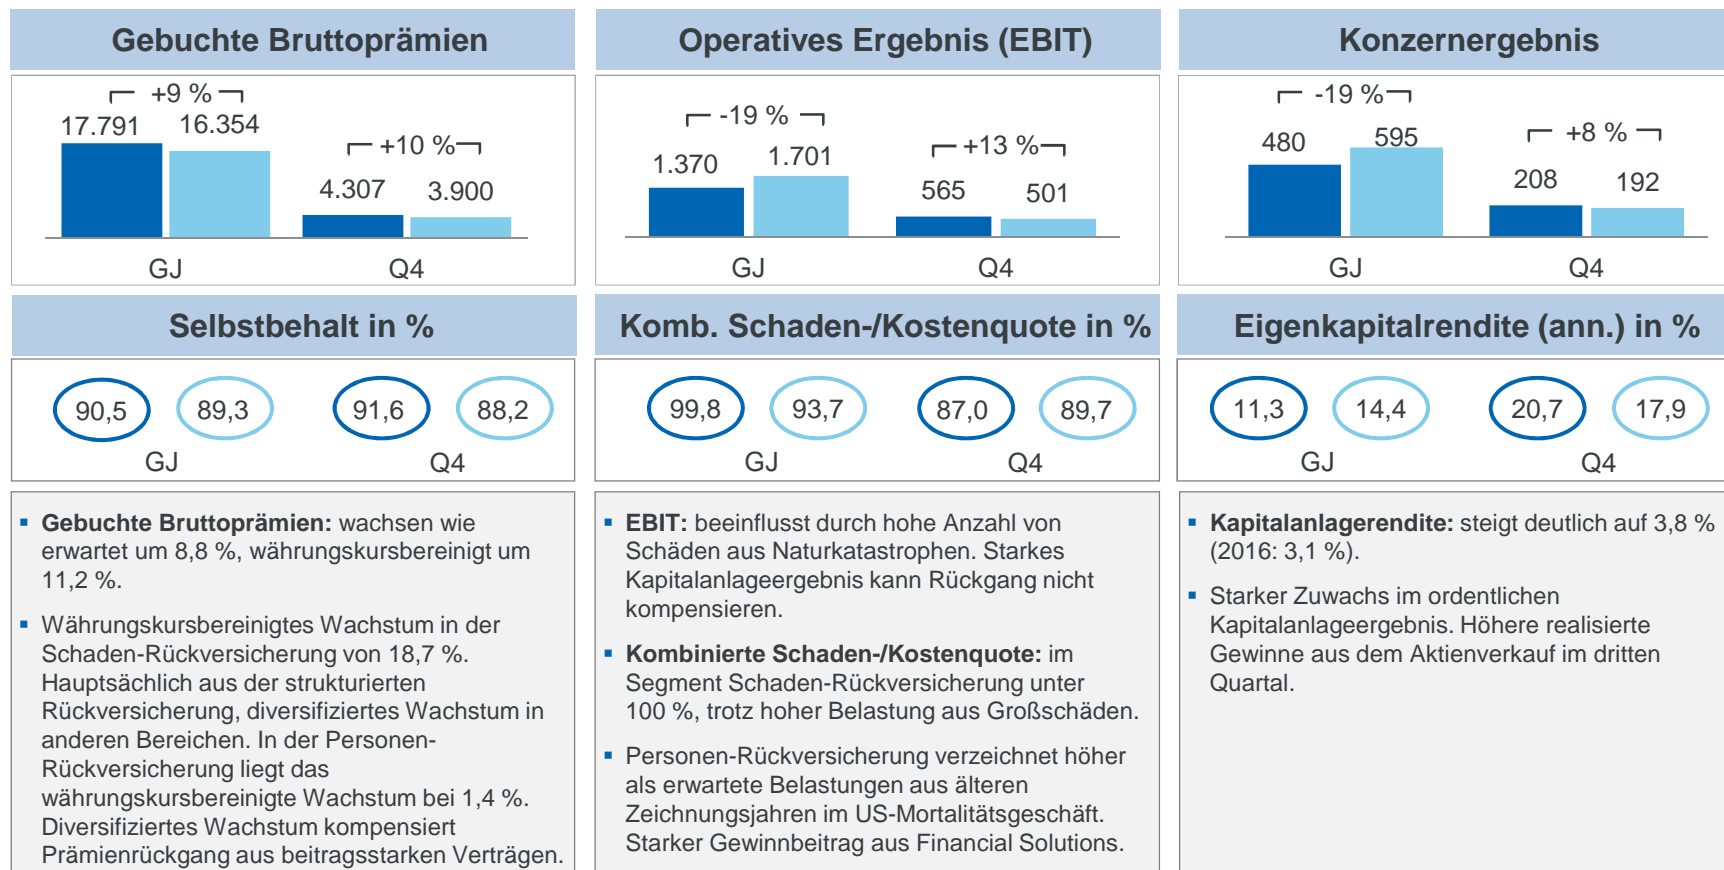 Gebuchte Bruttoprämien
+9 %
17.791
16.354
+10 %
4.307
3.900
GJ
Q4
Operatives Ergebnis (EBIT)
-19 %
1.370
1.701
+13 %
565
501
GJ
Q4
Konzernergebnis
-19 %
480
595
+8 %
208
192
GJ
Q4
Selbstbehalt in %
90,5
89,3
91,6
88,2
GJ
Q4
Komb. Schaden-/Kostenquote in %
99,8
93,7
87,0
89,7
GJ
Q4
Eigenkapitalrendite (ann.) in %
11,3
14,4
20,7
17,9
GJ
Q4
▪ Gebuchte Bruttoprämien: wachsen wie
erwartet um 8,8 %, währungskursbereinigt um
11,2 %.
▪ Währungskursbereinigtes Wachstum in der
Schaden-Rückversicherung von 18,7 %.
Hauptsächlich aus der strukturierten
Rückversicherung, diversifiziertes Wachstum in
anderen Bereichen. In der Personen-
Rückversicherung liegt das
währungskursbereinigte Wachstum bei 1,4 %.
Diversifiziertes Wachstum kompensiert
Prämienrückgang aus beitragsstarken Verträgen.
▪ EBIT: beeinflusst durch hohe Anzahl von
Schäden aus Naturkatastrophen. Starkes
Kapitalanlageergebnis kann Rückgang nicht
kompensieren.
▪ Kombinierte Schaden-/Kostenquote: im
Segment Schaden-Rückversicherung unter
100 %, trotz hoher Belastung aus Großschäden.
▪ Personen-Rückversicherung verzeichnet höher
als erwartete Belastungen aus älteren
Zeichnungsjahren im US-Mortalitätsgeschäft.
Starker Gewinnbeitrag aus Financial Solutions.
▪ Kapitalanlagerendite: steigt deutlich auf 3,8 %
(2016: 3,1 %).
▪ Starker Zuwachs im ordentlichen
Kapitalanlageergebnis. Höhere realisierte
Gewinne aus dem Aktienverkauf im dritten
Quartal.